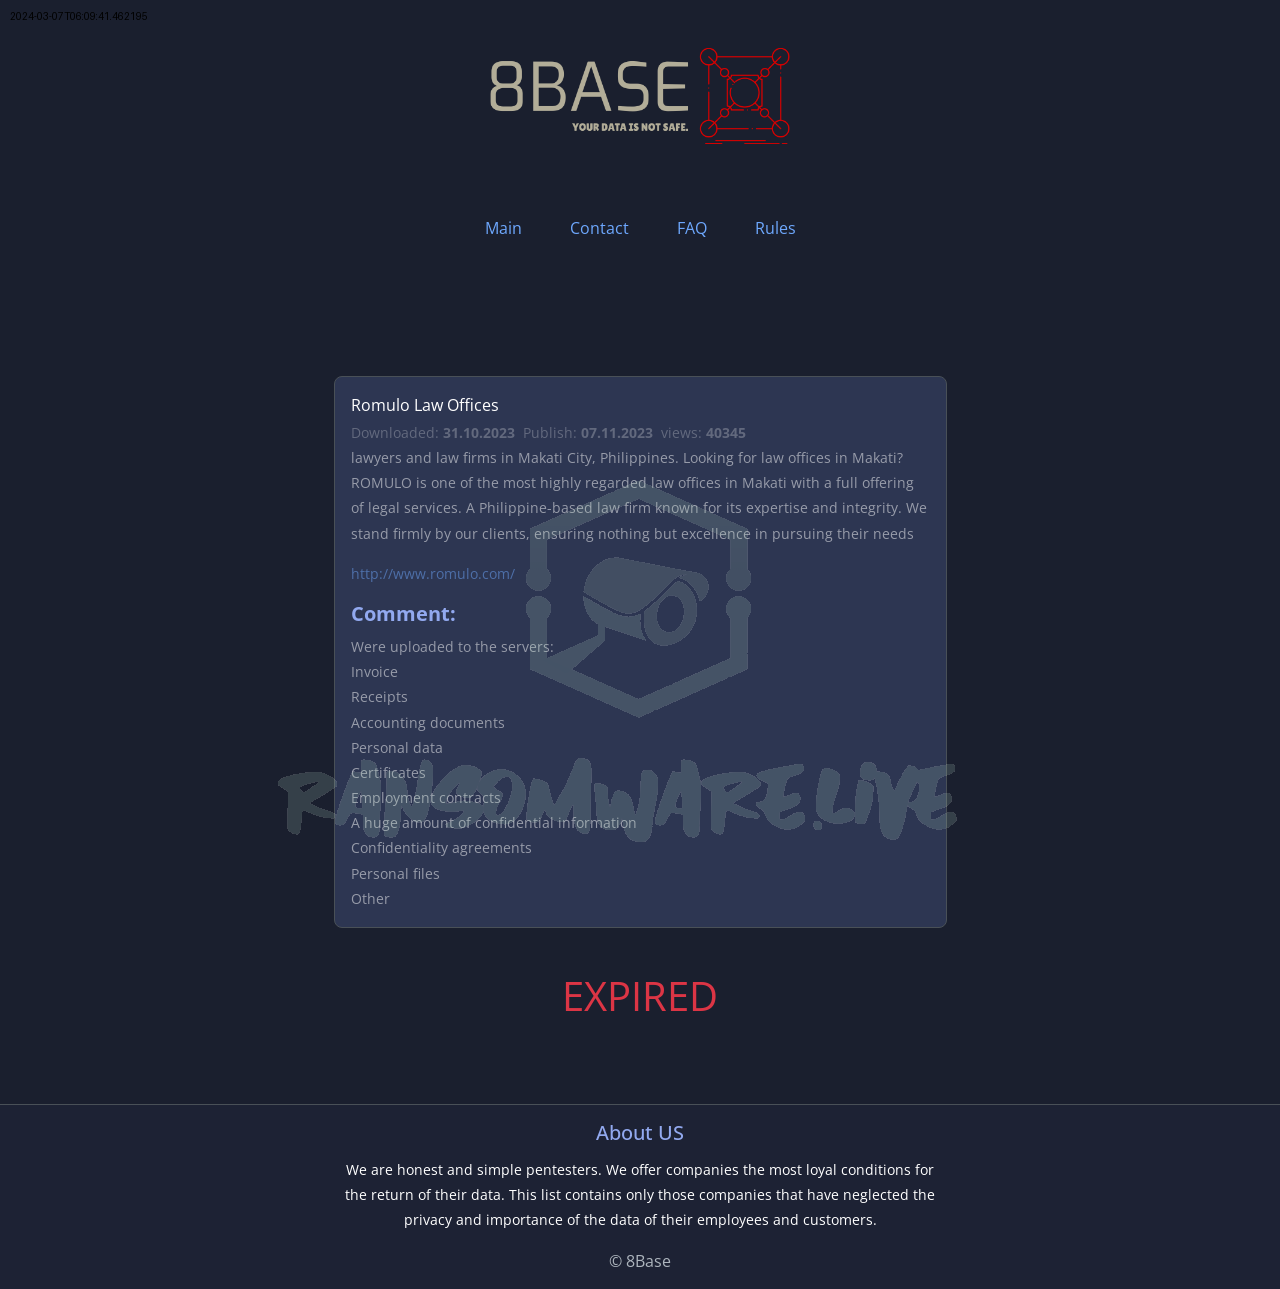 2024-03-07T06:09:41.462195
8BASE
YOUR DATA IS NOT SAFE.
Main Contact FAQ Rules
Romulo Law Offices
Downloaded: 31.10.2023 Publish: 07.11.2023 views: 40345
lawyers and law firms in Makati City, Philippines. Looking for law offices in Makati?
ROMULO is one of the most highly regarded law offices in Makati with a full offering
of legal services. A Philippine-based law firm known for its expertise and integrity. We
stand firmly by our clients, ensuring nothing but excellence in pursuing their needs
http://www.romulo.com/
Comment:
Were uploaded to the servers:
Invoice
Receipts
Accounting documents
Personal data
Certificates
RANSOMWARE.LIVE
Employment contracts
A huge amount of confidential information
Confidentiality agreements
Personal files
Other
EXPIRED
About US
We are honest and simple pentesters. We offer companies the most loyal conditions for
the return of their data. This list contains only those companies that have neglected the
privacy and importance of the data of their employees and customers.
© 8Base